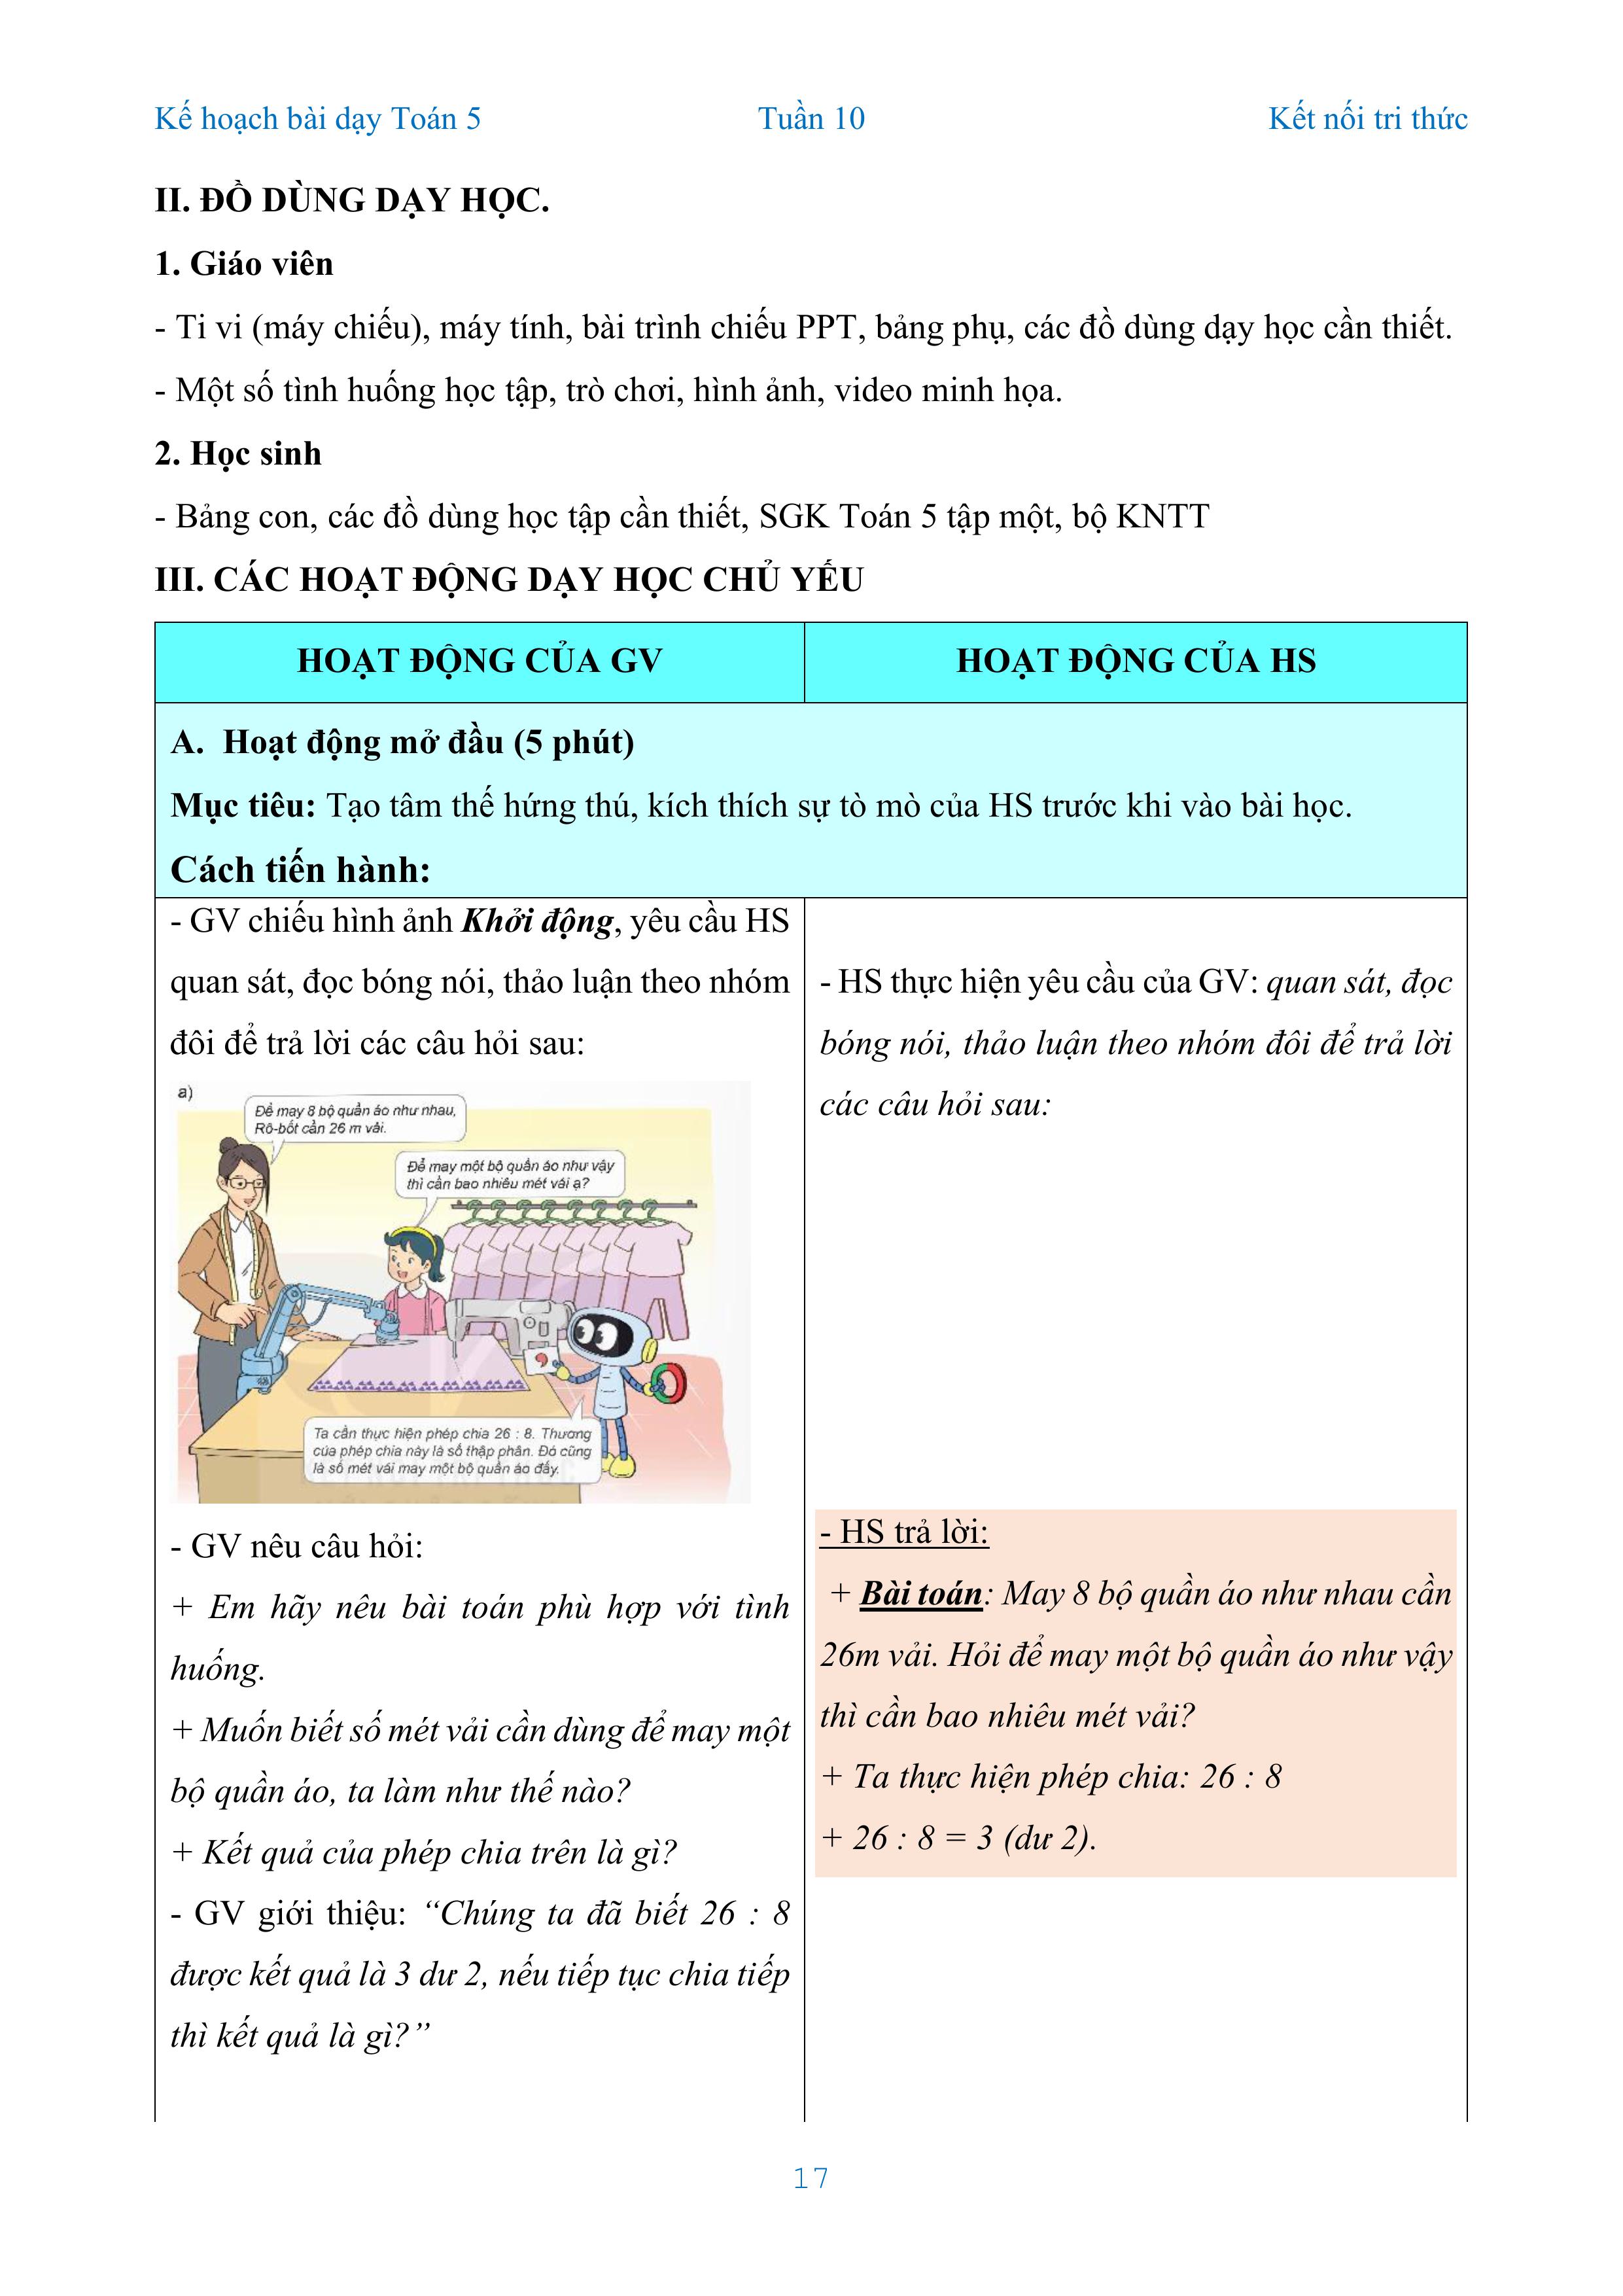 Kế hoạch bài dạy Toán 5 Tuần 10 Kết nối tri thức
II. ĐỒ DÙNG DẠY HỌC.
1. Giáo viên
- Ti vi (máy chiếu), máy tính, bài trình chiếu PPT, bảng phụ, các đồ dùng dạy học cần thiết.
- Một số tình huống học tập, trò chơi, hình ảnh, video minh họa.
2. Học sinh
- Bảng con, các đồ dùng học tập cần thiết, SGK Toán 5 tập một, bộ KNTT
III. CÁC HOẠT ĐỘNG DẠY HỌC CHỦ YẾU
HOẠT ĐỘNG CỦA GV
HOẠT ĐỘNG CỦA HS
A. Hoạt động mở đầu (5 phút)
Mục tiêu: Tạo tâm thế hứng thú, kích thích sự tò mò của HS trước khi vào bài học.
Cách tiến hành:
- GV chiếu hình ảnh Khởi động, yêu cầu HS
quan sát, đọc bóng nói, thảo luận theo nhóm
đôi để trả lời các câu hỏi sau:
a)
Để may 8 bộ quần áo như nhau,
Rô-bốt cần 26 m vải.
Để may một bộ quần áo như vậy
thì cần bao nhiêu mét vải ạ?
Ta cần thực hiện phép chia 26 : 8. Thương
của phép chia này là số thập phân. Đó cũng
là số mét vải may một bộ quần áo đấy.
- GV nêu câu hỏi:
+ Em hãy nêu bài toán phù hợp với tình
huống.
+ Muốn biết số mét vải cần dùng để may một
bộ quần áo, ta làm như thế nào?
+ Kết quả của phép chia trên là gì?
- GV giới thiệu: “Chúng ta đã biết 26 : 8
được kết quả là 3 dư 2, nếu tiếp tục chia tiếp
thì kết quả là gì?”
- HS thực hiện yêu cầu của GV: quan sát, đọc
bóng nói, thảo luận theo nhóm đôi để trả lời
các câu hỏi sau:
- HS trả lời:
+ Bài toán: May 8 bộ quần áo như nhau cần
26m vải. Hỏi để may một bộ quần áo như vậy
thì cần bao nhiêu mét vải?
+ Ta thực hiện phép chia: 26 : 8
+ 26 : 8 = 3 (dư 2).
17